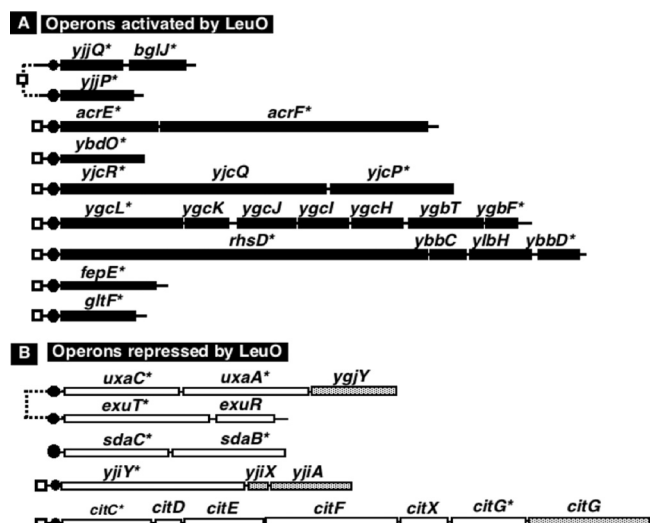 A Operons activated by LeuO
yjjQ* bglJ*
yjjP*
acrE* acrF*
ybdO*
yjcR* yjcQ yjcP*
ygcL* ygcK ygcJ ygcI ygcH ygbT ygbF*
rhsD* ybbC ylbH ybbD*
fepE*
gltF*
B Operons repressed by LeuO
uxaC* uxaA* ygjY
exuT* exuR
sdaC* sdaB*
yjiY* yjiX yjiA
citC* citD citE citF citX citG* citG